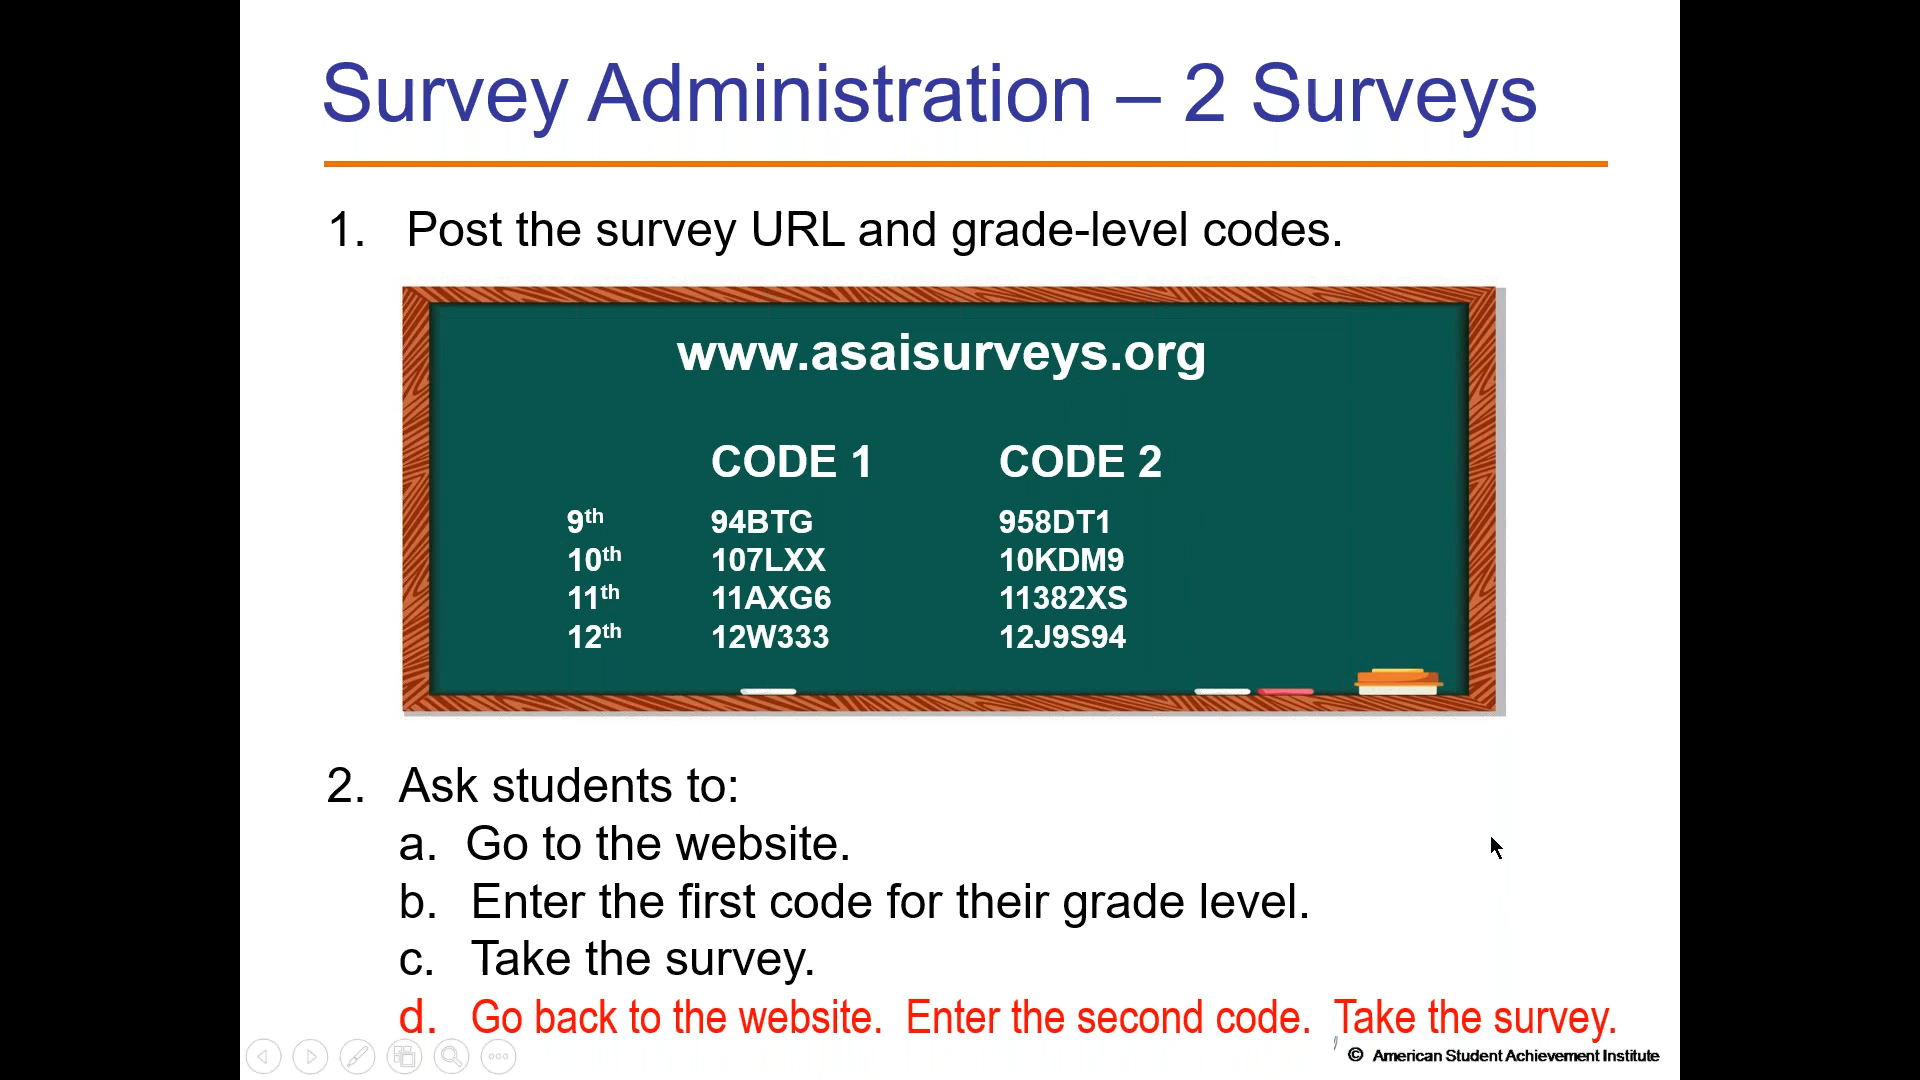 Survey Administration – 2 Surveys
1. Post the survey URL and grade-level codes.
www.asaisurveys.org
CODE 1 CODE 2
9th 94BTG 958DT1
10th 107LXX 10KDM9
11th 11AXG6 11382XS
12th 12W333 12J9S94
2. Ask students to:
a. Go to the website.
b. Enter the first code for their grade level.
c. Take the survey.
d. Go back to the website. Enter the second code. Take the survey.
© American Student Achievement Institute